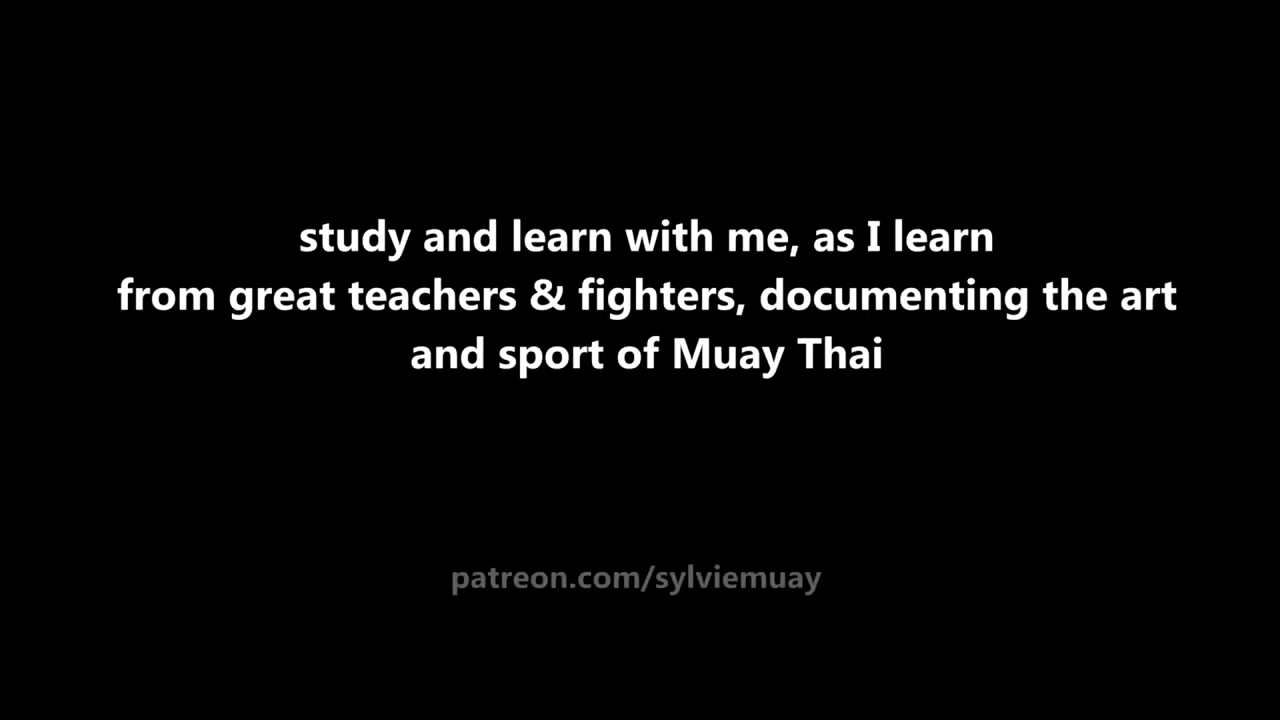 study and learn with me, as I learn
from great teachers & fighters, documenting the art
and sport of Muay Thai
patreon.com/sylviemuay